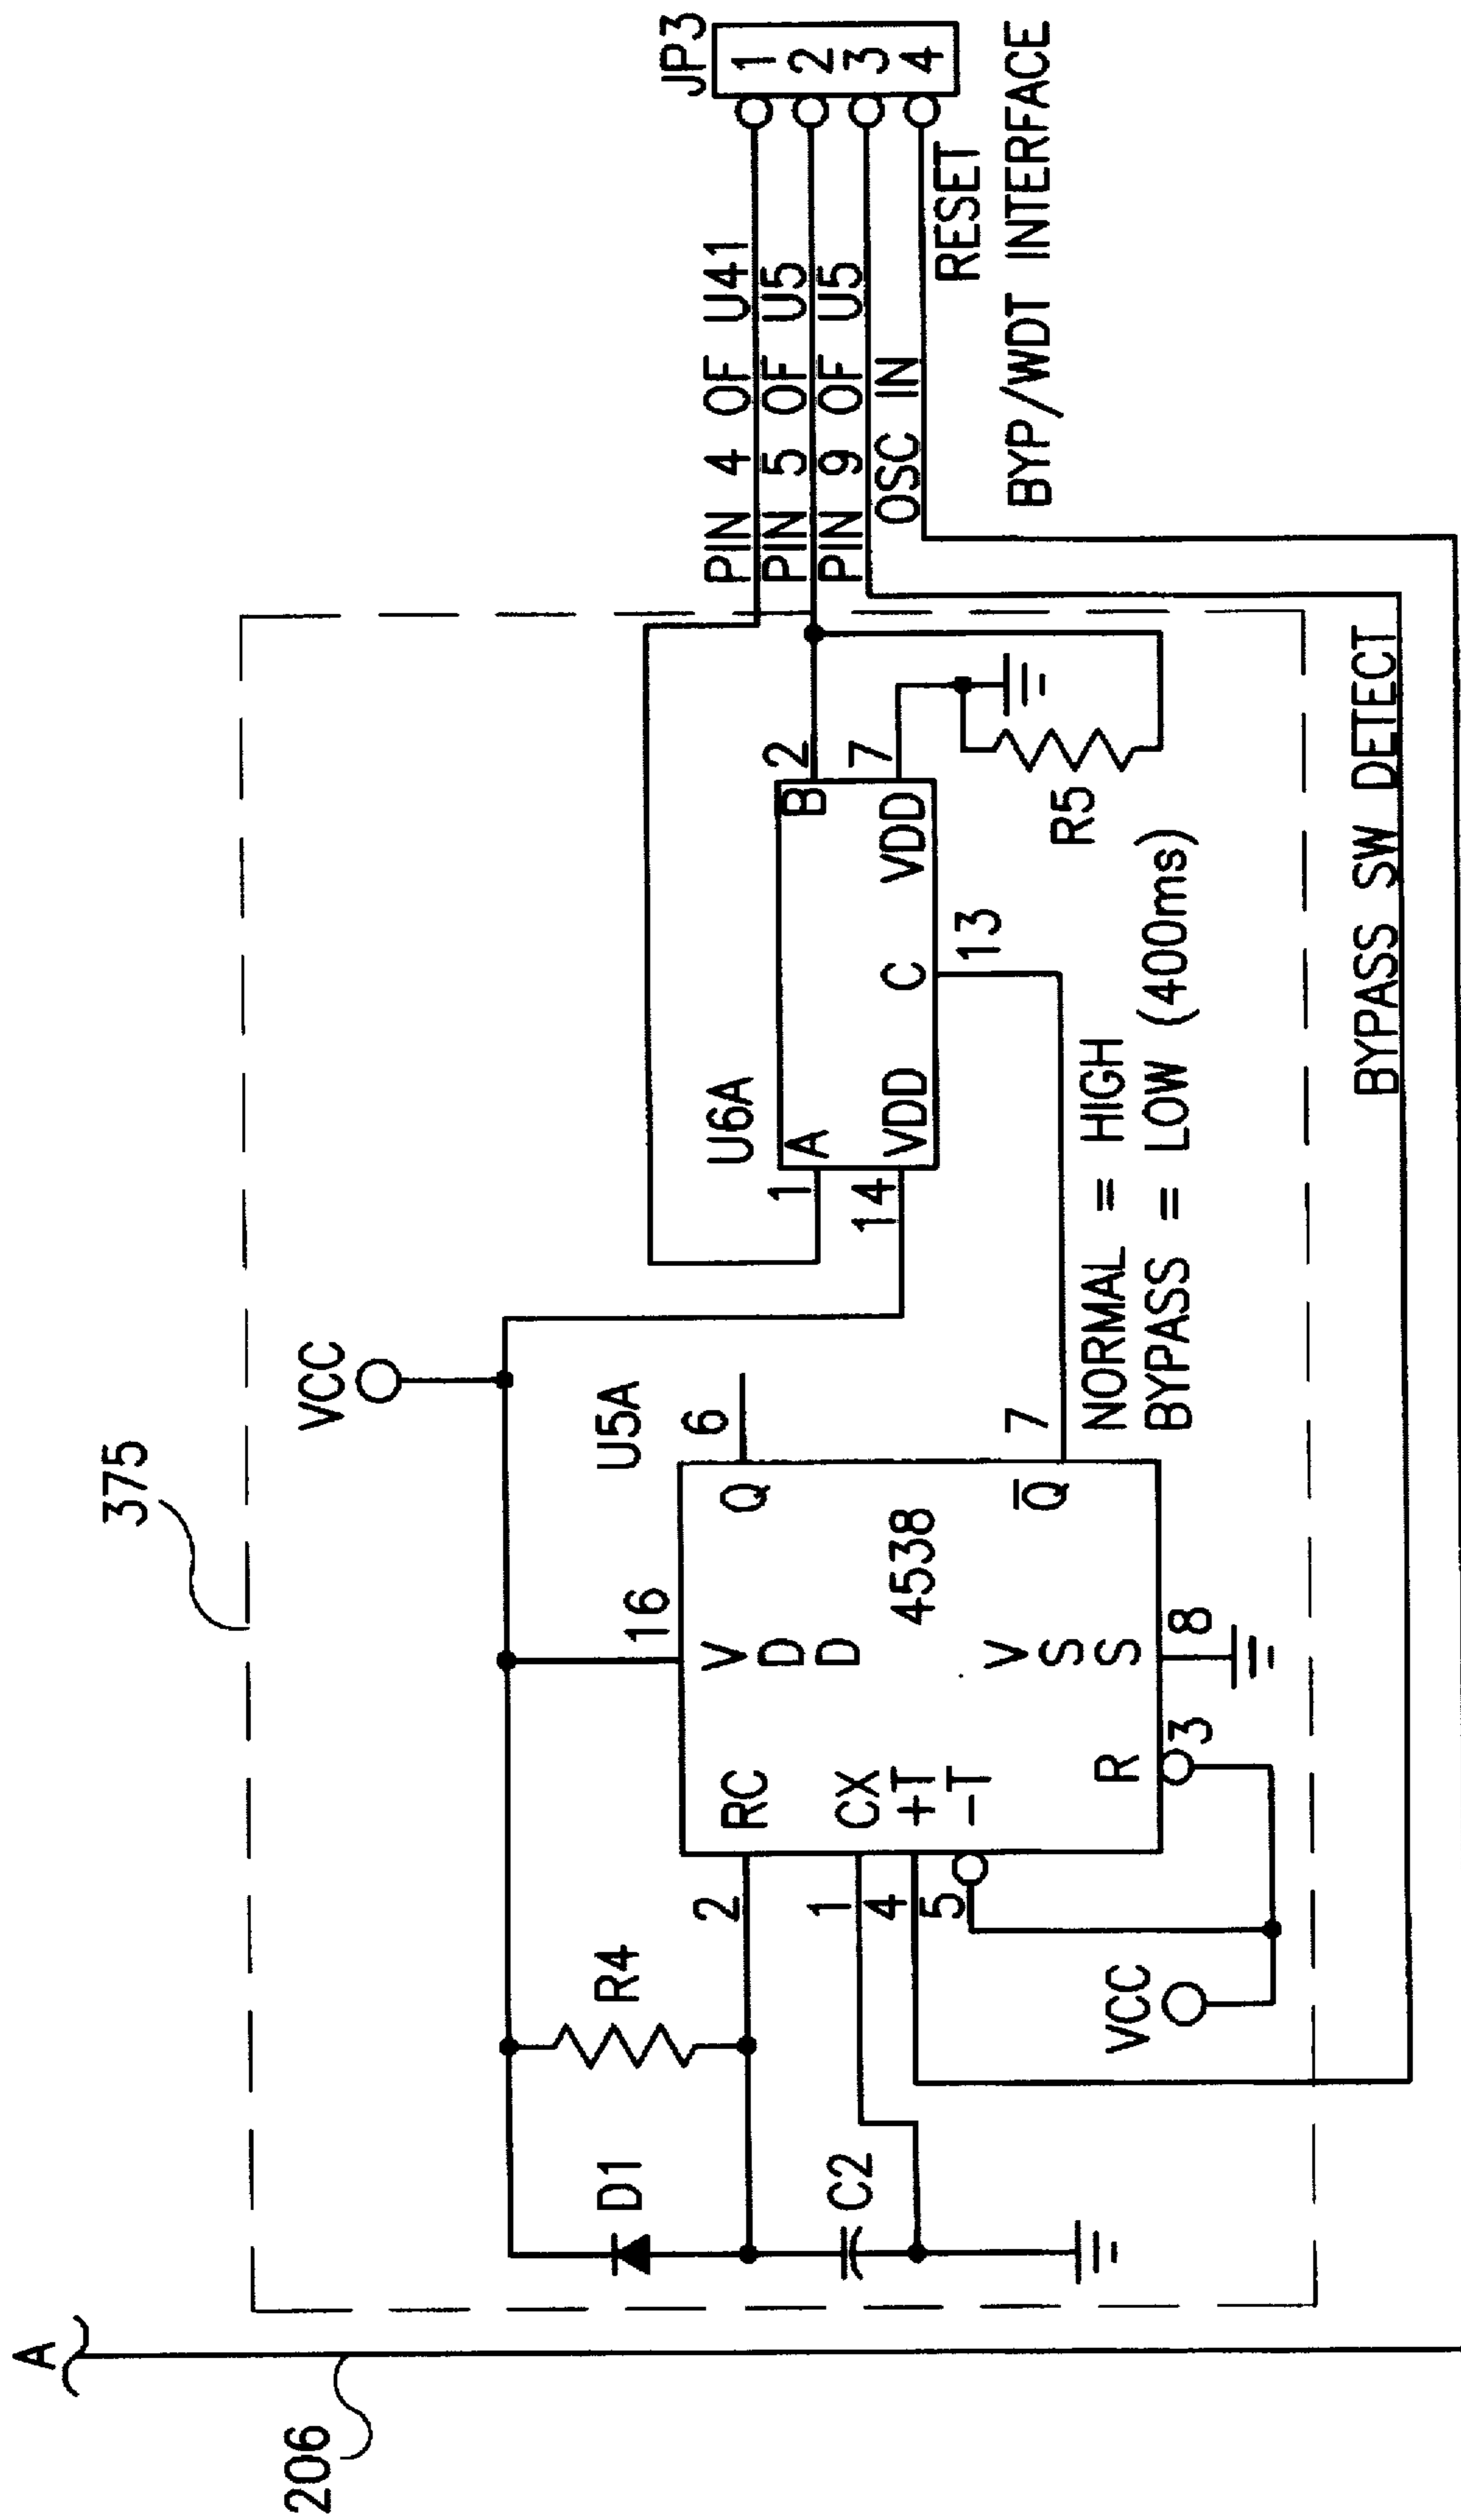 A
206
375
VCC
D1
R4
C2
VCC
U5A
2
RC
1
CX
4
+T
5
-T
R
3
16
VDD
4538
VSS
8
Q
6
Q̅
7
NORMAL = HIGH
BYPASS = LOW (400ms)
U6A
1
A
14
VDD
C
13
B
2
VDD
7
R5
BYPASS SW DETECT
PIN 4 OF U41
PIN 5 OF U5
PIN 9 OF U5
OSC IN
RESET
JP3
1
2
3
4
BYP/WDT INTERFACE